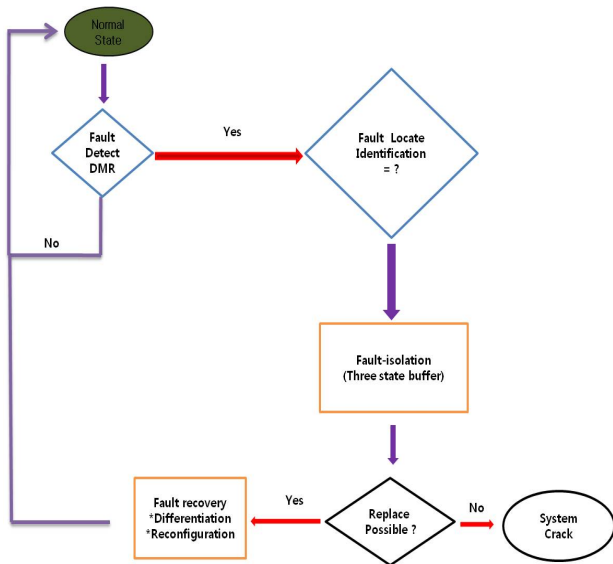 Normal
State
Fault
Detect
DMR
Yes
Fault Locate
Identification
= ?
No
Fault-isolation
(Three state buffer)
Fault recovery
*Differentiation
*Reconfiguration
Yes
Replace
Possible ?
No
System
Crack